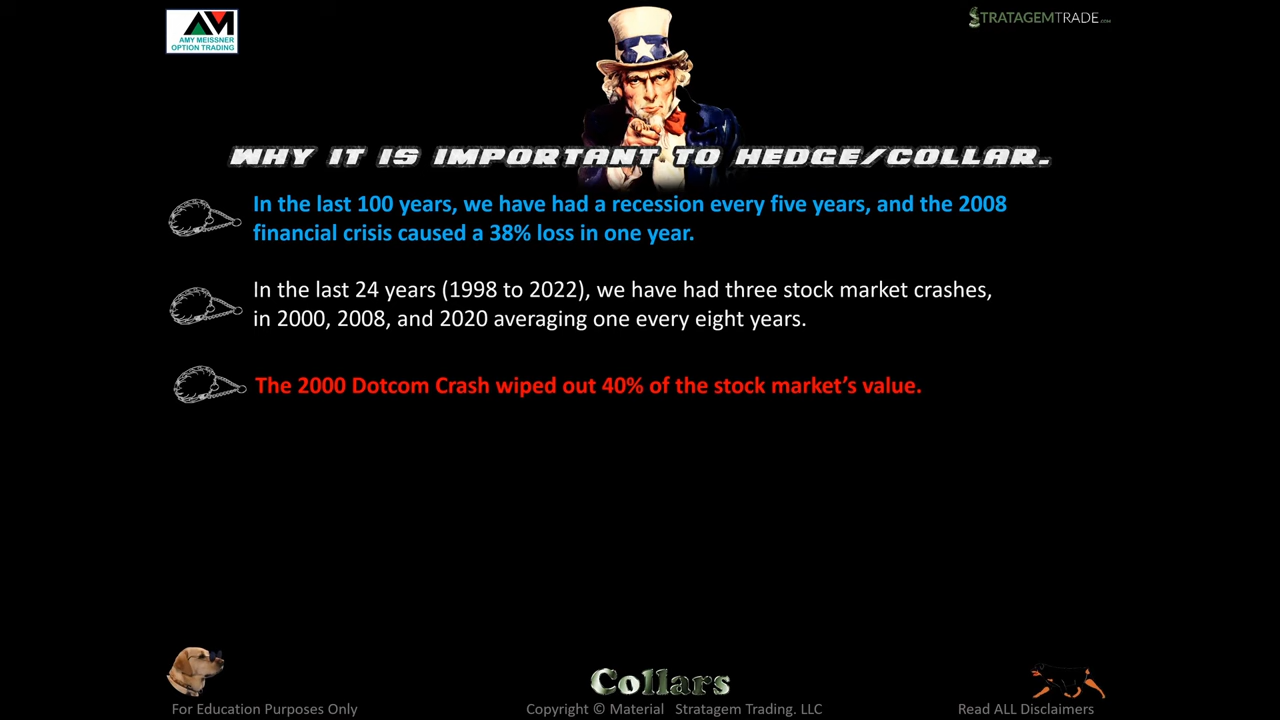 AMY MEISSNER
OPTION TRADING
STRATAGEMTRADE.COM
WHY IT IS IMPORTANT TO HEDGE/COLLAR.
In the last 100 years, we have had a recession every five years, and the 2008
financial crisis caused a 38% loss in one year.
In the last 24 years (1998 to 2022), we have had three stock market crashes,
in 2000, 2008, and 2020 averaging one every eight years.
The 2000 Dotcom Crash wiped out 40% of the stock market’s value.
Collars
For Education Purposes Only
Copyright © Material Stratagem Trading. LLC
Read ALL Disclaimers